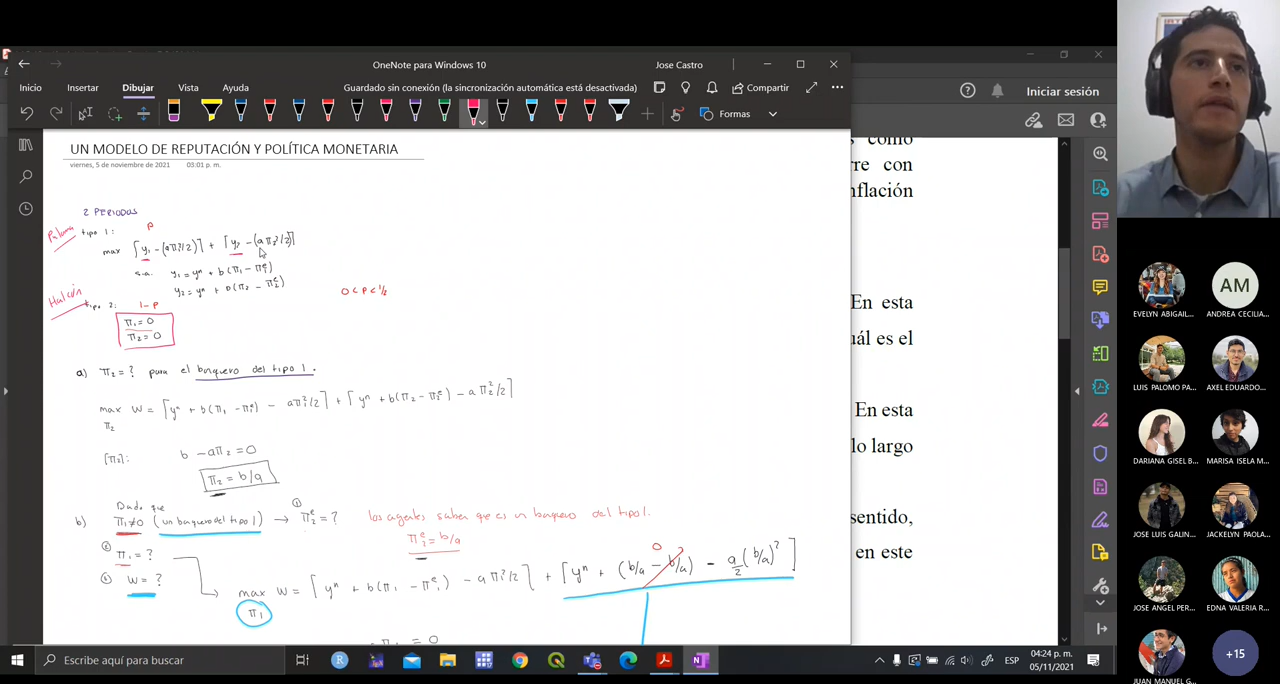 OneNote para Windows 10
Jose Castro
Inicio
Insertar
Dibujar
Vista
Ayuda
Guardado sin conexión (la sincronización automática está desactivada)
Compartir
Formas
Iniciar sesión
UN MODELO DE REPUTACIÓN Y POLÍTICA MONETARIA
viernes, 5 de noviembre de 2021 03:01 p. m.
2 PERIODOS
Paloma tipo 1: P
max [y₁ - (aπ₁²/2)] + [y₂ - (aπ₂²/2)]
s.a. y₁ = yⁿ + b(π₁ - π₁ᵉ)
y₂ = yⁿ + b(π₂ - π₂ᵉ)
0 < P < 1/2
Halcón tipo 2: 1-P
π₁ = 0
π₂ = 0
a) π₂ = ? para el banquero del tipo 1.
max W = [yⁿ + b(π₁ - π₁ᵉ) - aπ₁²/2] + [yⁿ + b(π₂ - π₂ᵉ) - aπ₂²/2]
π₂
[π₂]: b - aπ₂ = 0
π₂ = b/a
Dado que
b) π₁≠0 (un banquero del tipo 1) → π₂ᵉ = ? los agentes saben que es un banquero del tipo 1.
π₂ᵉ = b/a
π₁ = ?
W = ?
max W = [yⁿ + b(π₁ - π₁ᵉ) - aπ₁²/2] + [yⁿ + (b/a - b/a) - a/2 (b/a)²]
0
π₁
como
rre con
nflación
En esta
uál es el
En esta
lo largo
sentido,
en este
EVELYN ABIGAIL...
AM
ANDREA CECILIA...
LUIS PALOMO PA...
AXEL EDUARDO...
DARIANA GISEL B...
MARISA ISELA M...
JOSE LUIS GALIN...
JACKELYN PAOLA...
JOSE ANGEL PER...
EDNA VALERIA R...
JUAN MANUEL G...
+15
Escribe aquí para buscar
ESP
04:24 p. m.
05/11/2021